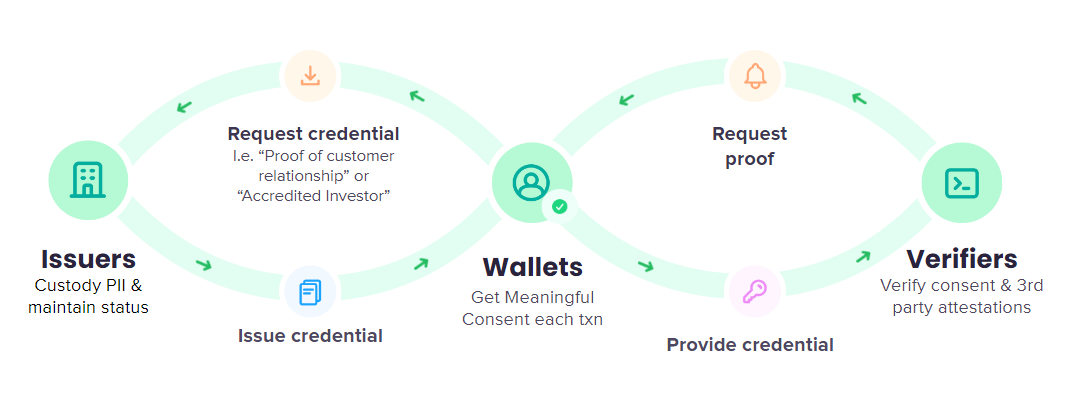 Request credential
I.e. “Proof of customer
relationship” or
“Accredited Investor”
Request
proof
Issuers
Custody PII &
maintain status
Wallets
Get Meaningful
Consent each txn
Verifiers
Verify consent & 3rd
party attestations
Issue credential
Provide credential